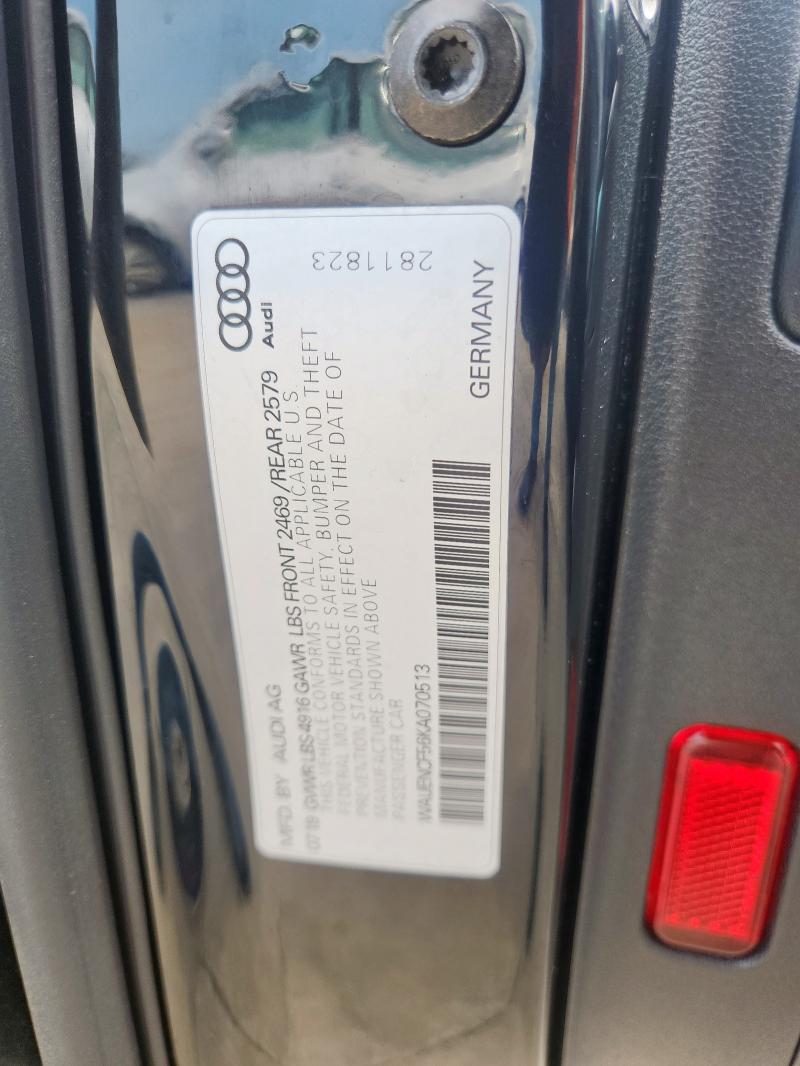 MFD BY AUDI AG
07/19 GVWR LBS 4916 GAWR LBS FRONT 2469/REAR 2579
THIS VEHICLE CONFORMS TO ALL APPLICABLE U S
FEDERAL MOTOR VEHICLE SAFETY, BUMPER AND THEFT
PREVENTION STANDARDS IN EFFECT ON THE DATE OF
MANUFACTURE SHOWN ABOVE
PASSENGER CAR
WAUENCF56KA070513
GERMANY
Audi
2811823